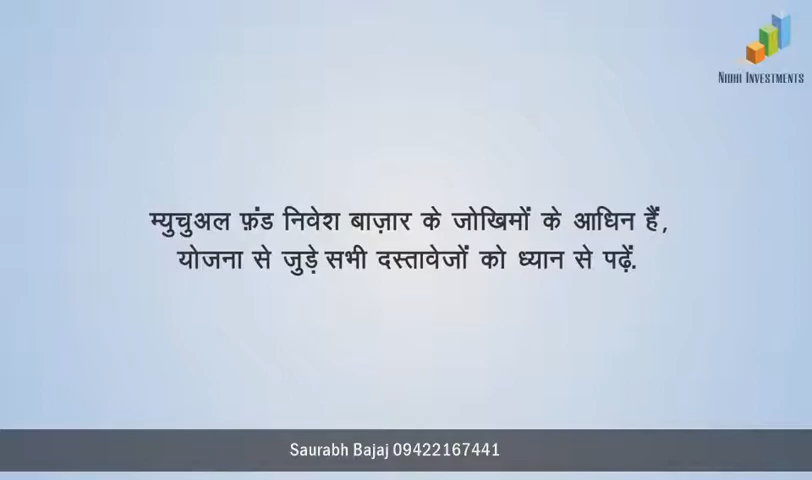 NIDHI INVESTMENTS
म्युचुअल फ़ंड निवेश बाज़ार के जोखिमों के आधिन हैं,
योजना से जुड़े सभी दस्तावेजों को ध्यान से पढ़ें.
Saurabh Bajaj 09422167441